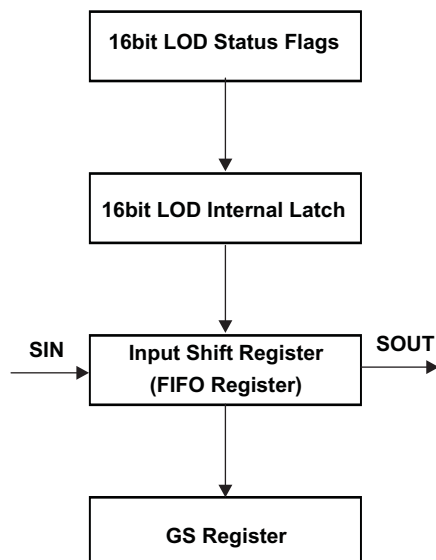 16bit LOD Status Flags
16bit LOD Internal Latch
SIN
Input Shift Register
(FIFO Register)
SOUT
GS Register